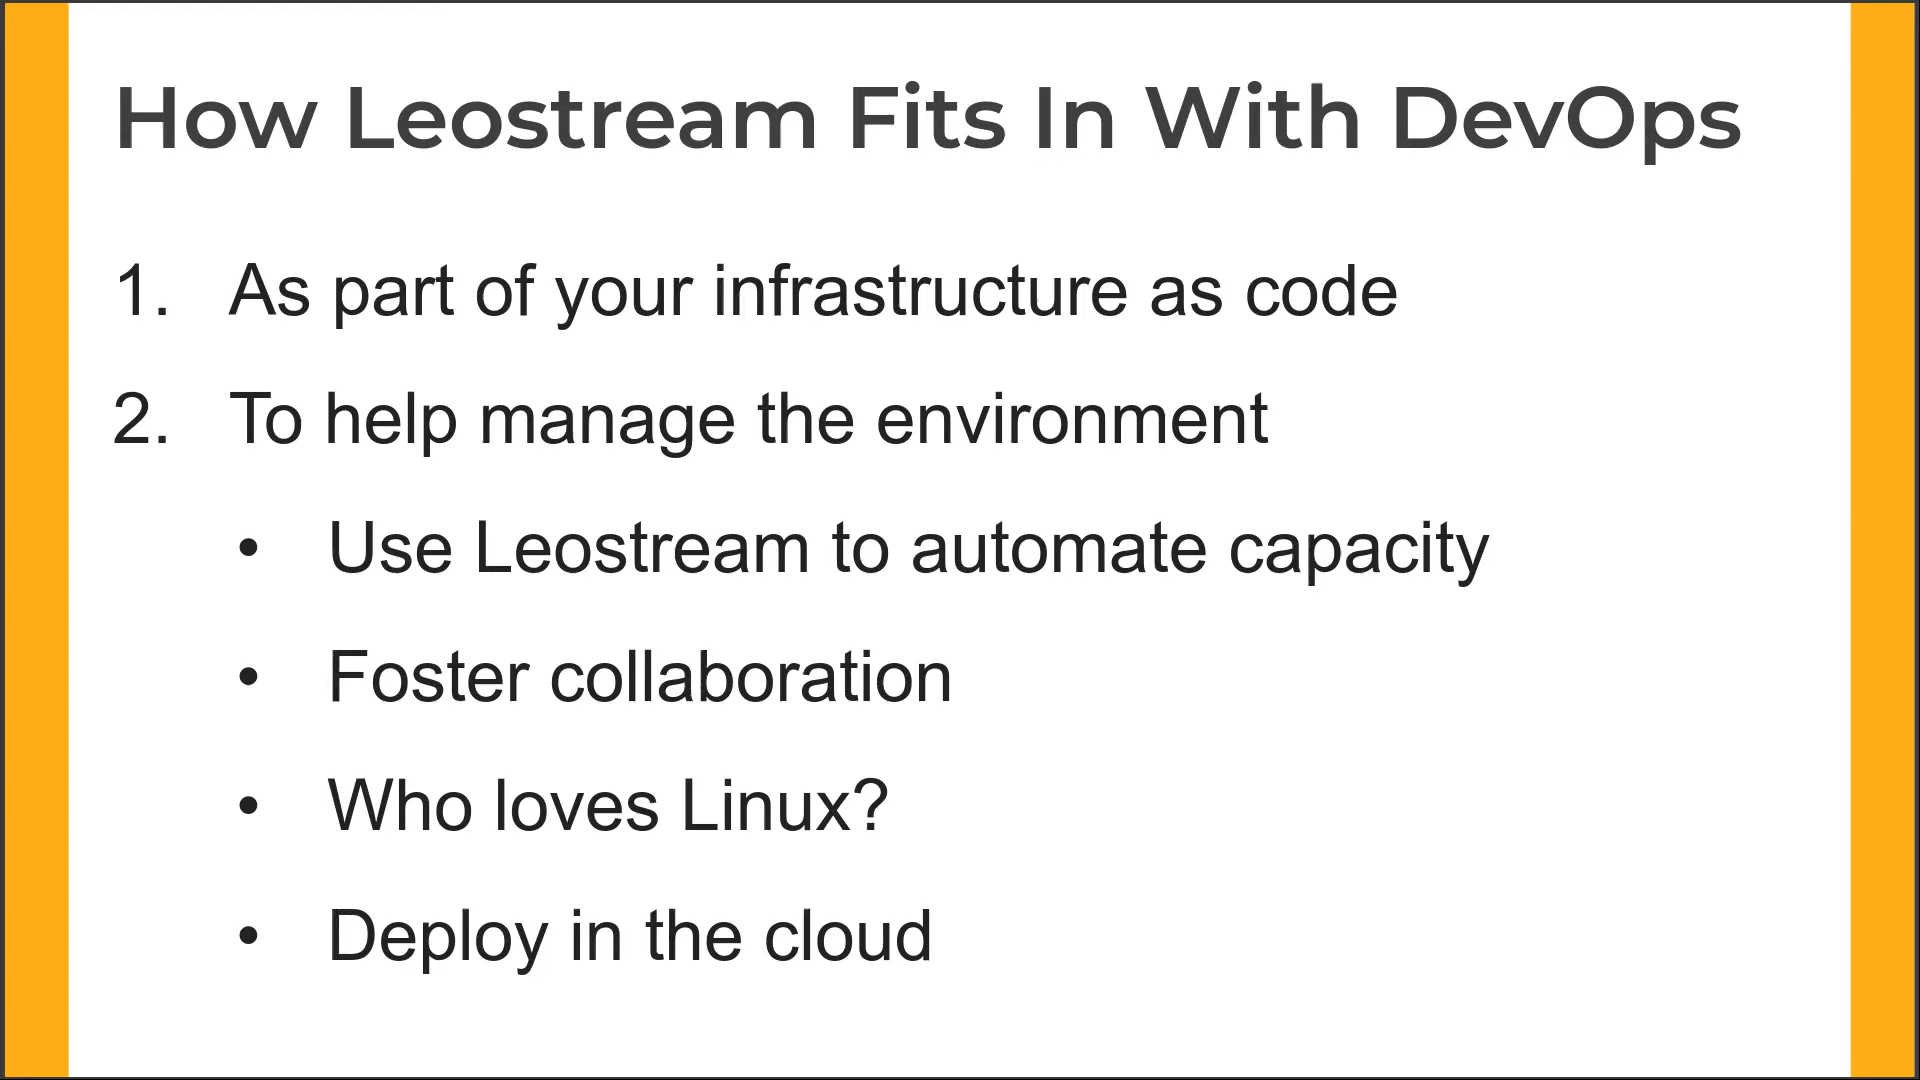 How Leostream Fits In With DevOps
1. As part of your infrastructure as code
2. To help manage the environment
• Use Leostream to automate capacity
• Foster collaboration
• Who loves Linux?
• Deploy in the cloud